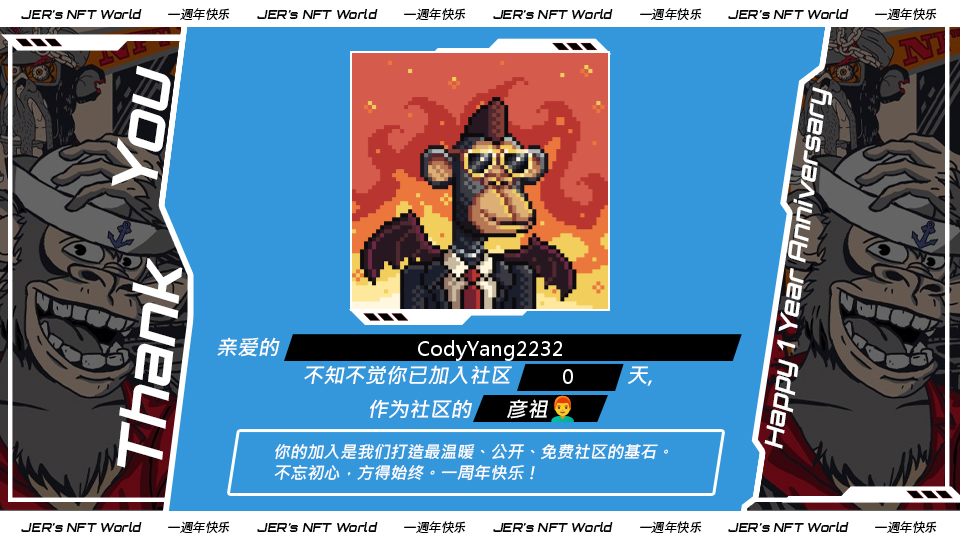 JER's NFT World 一週年快乐 JER's NFT World 一週年快乐 JER's NFT World 一週年快乐 JER's NFT World 一週年快乐
Thank You
Happy 1 Year Anniversary
亲爱的 CodyYang2232
不知不觉你已加入社区 0 天,
作为社区的 彦祖👨‍🦰
你的加入是我们打造最温暖、公开、免费社区的基石。
不忘初心，方得始终。一周年快乐！
JER's NFT World 一週年快乐 JER's NFT World 一週年快乐 JER's NFT World 一週年快乐 JER's NFT World 一週年快乐